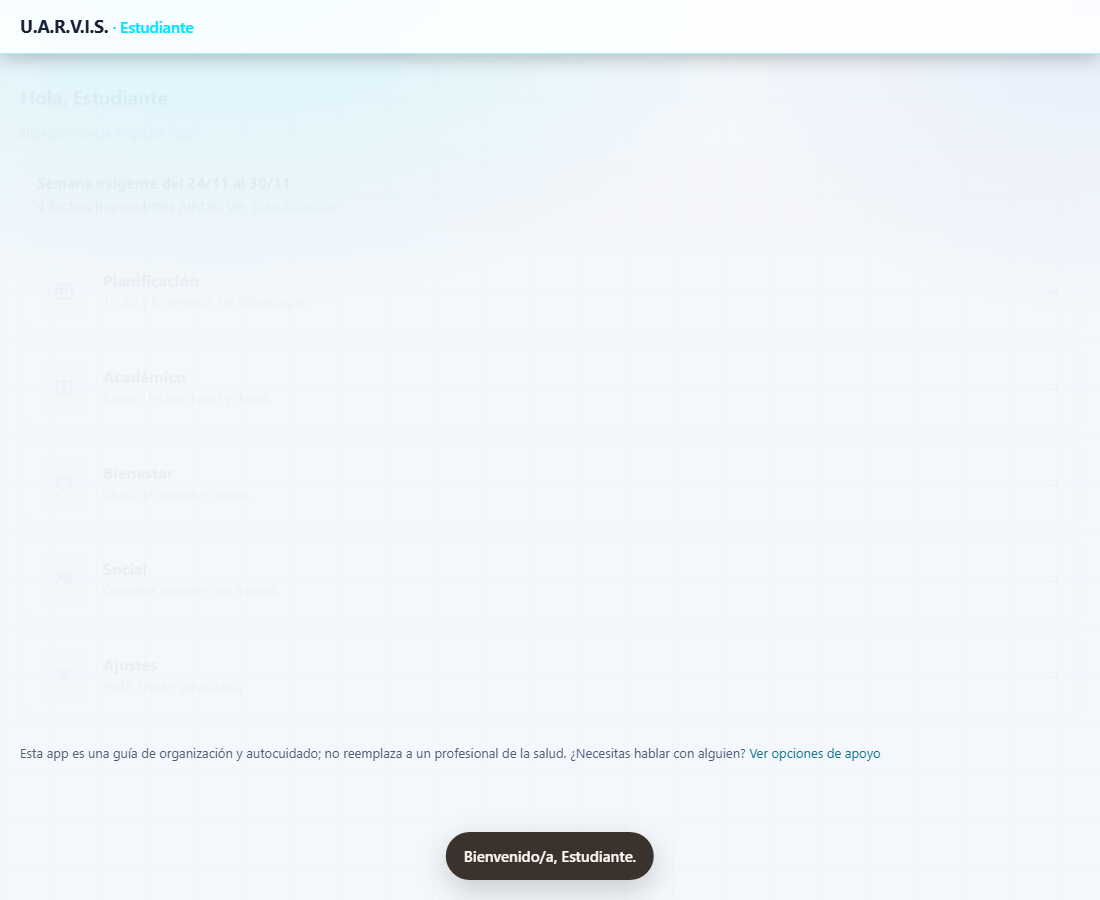 U.A.R.V.I.S. · Estudiante
Hola, Estudiante
Elige por dónde empezar hoy.
Semana exigente del 24/11 al 30/11
4 fechas importantes juntas. Ver planificación
Planificación
Tu día y tu semana, sin sobrecargas.
→
Académico
Ramos, fechas, notas y datos.
→
Bienestar
Check-in, pausas y apoyo.
→
Social
Coordina sesiones con amigos.
→
Ajustes
Perfil, tema y privacidad.
→
Esta app es una guía de organización y autocuidado; no reemplaza a un profesional de la salud. ¿Necesitas hablar con alguien? Ver opciones de apoyo
Bienvenido/a, Estudiante.